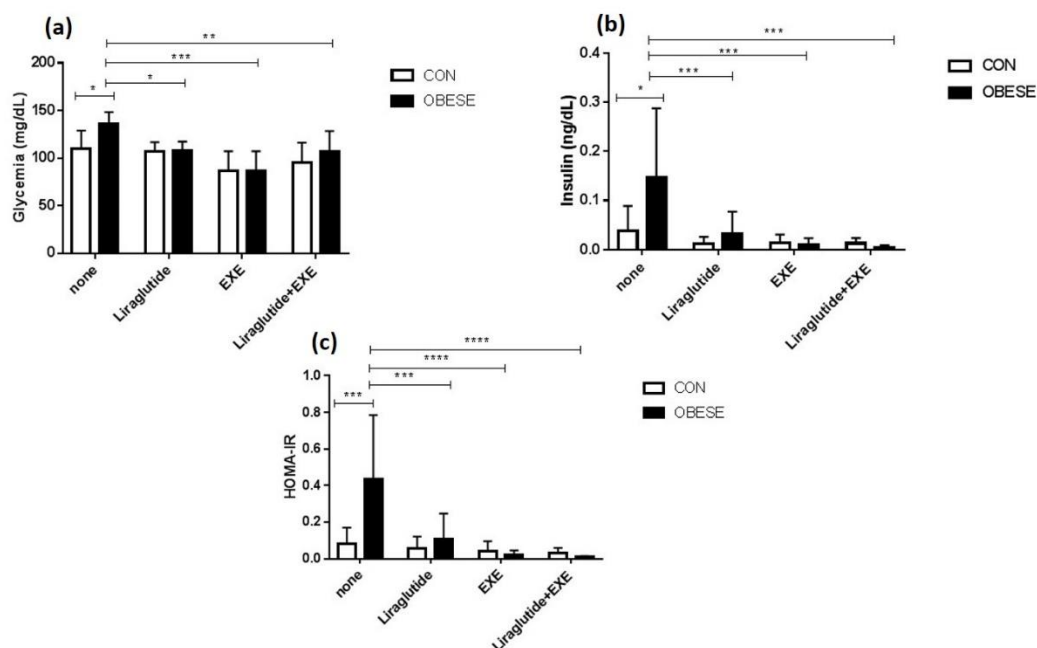 (a)
**
***
*
*
200
150
100
50
0
Glycemia (mg/dL)
none
Liraglutide
EXE
Liraglutide+EXE
CON
OBESE
(b)
***
***
***
*
0.4
0.3
0.2
0.1
0.0
Insulin (ng/dL)
none
Liraglutide
EXE
Liraglutide+EXE
CON
OBESE
(c)
****
****
***
***
1.0
0.8
0.6
0.4
0.2
0.0
HOMA-IR
none
Liraglutide
EXE
Liraglutide+EXE
CON
OBESE